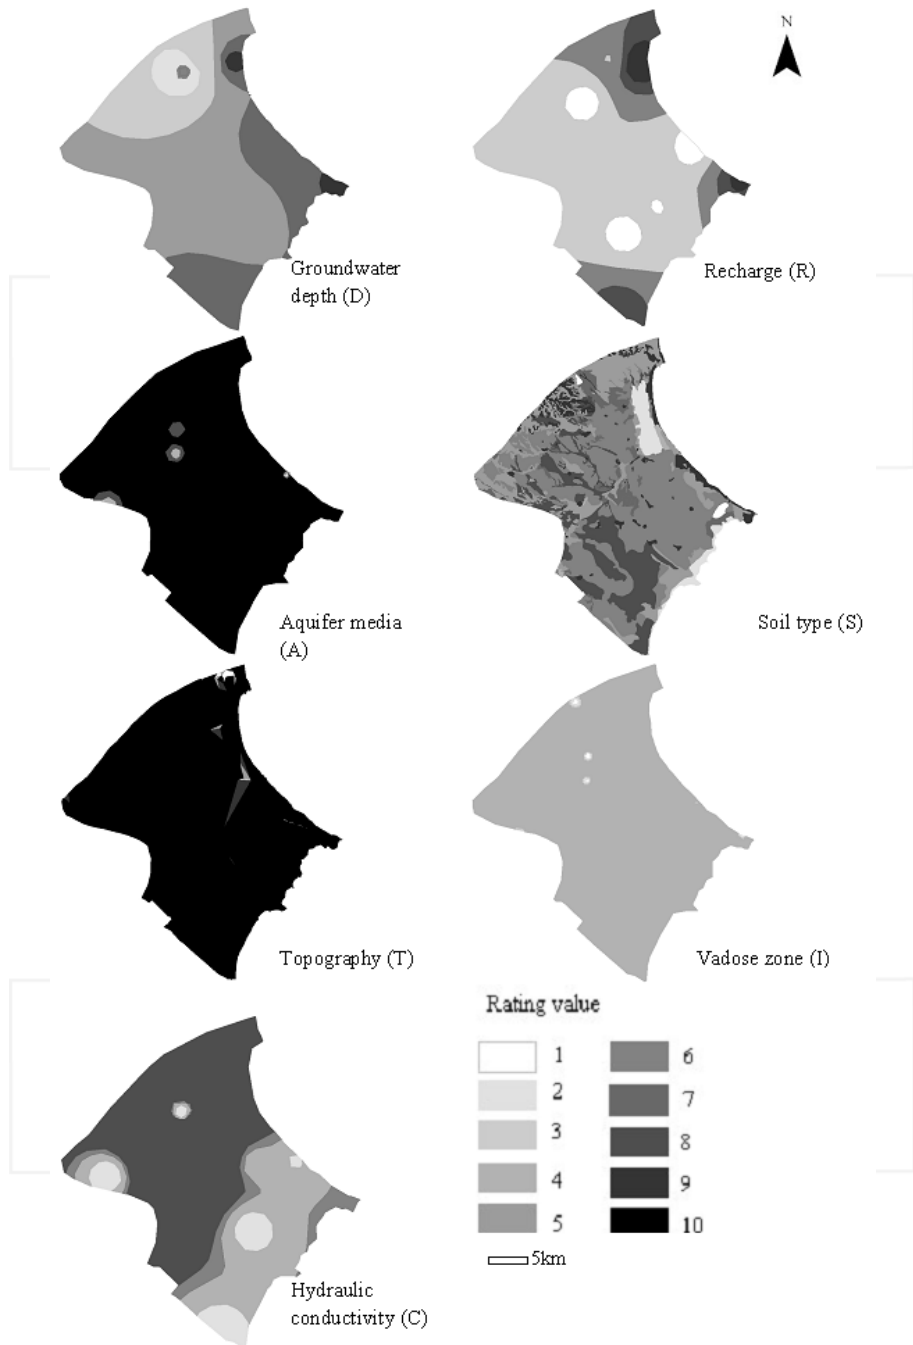 N
Groundwater
depth (D)
Recharge (R)
Aquifer media
(A)
Soil type (S)
Topography (T)
Vadose zone (I)
Rating value
1
2
3
4
5
6
7
8
9
10
5km
Hydraulic
conductivity (C)